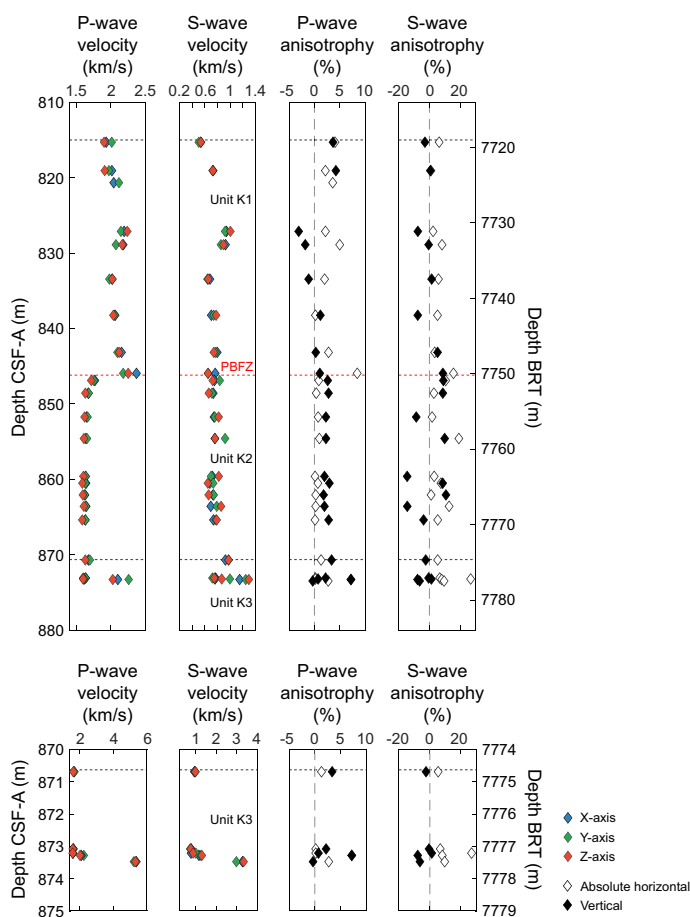 P-wave velocity (km/s)
S-wave velocity (km/s)
P-wave anisotropy (%)
S-wave anisotropy (%)
1.5 2 2.5
0.2 0.6 1 1.4
-5 0 5 10
-20 0 20
810
820
830
840
850
860
870
880
Depth CSF-A (m)
Unit K1
PBFZ
Unit K2
Unit K3
7720
7730
7740
7750
7760
7770
7780
Depth BRT (m)
P-wave velocity (km/s)
S-wave velocity (km/s)
P-wave anisotropy (%)
S-wave anisotropy (%)
2 4 6
1 2 3 4
-5 0 5 10
-20 0 20
870
871
872
873
874
875
Depth CSF-A (m)
Unit K3
7774
7775
7776
7777
7778
7779
Depth BRT (m)
X-axis
Y-axis
Z-axis
Absolute horizontal
Vertical